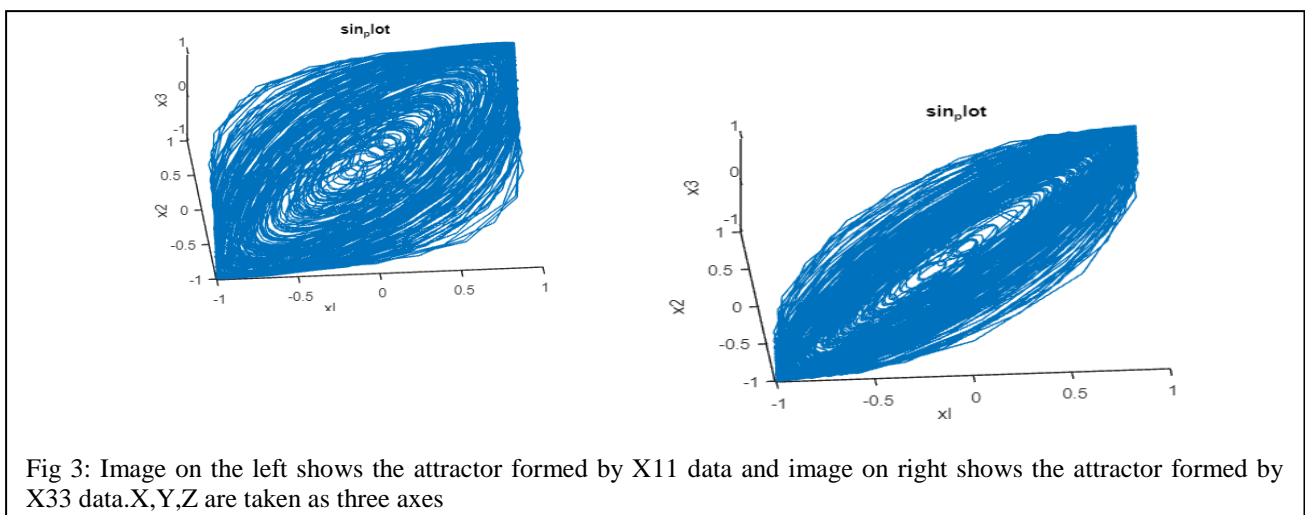 sinplot
1
0
-1
x3
1
0.5
0
-0.5
-1
x2
-1
-0.5
0
0.5
1
xl
sinplot
1
0
-1
x3
1
0.5
0
-0.5
-1
x2
-1
-0.5
0
0.5
1
xl
Fig 3: Image on the left shows the attractor formed by X11 data and image on right shows the attractor formed by
X33 data.X,Y,Z are taken as three axes